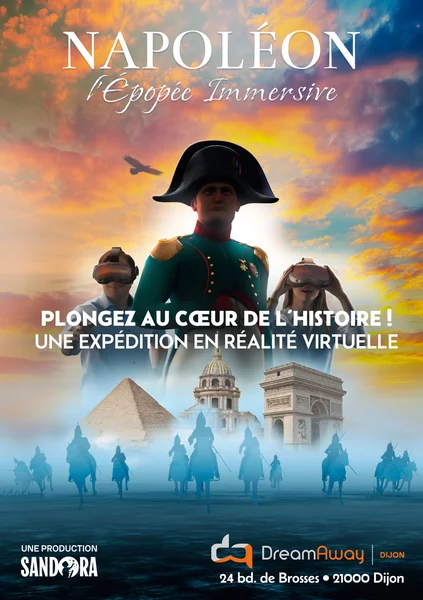 NAPOLÉON
l'Épopée Immersive
PLONGEZ AU CŒUR DE L'HISTOIRE !
UNE EXPÉDITION EN RÉALITÉ VIRTUELLE
UNE PRODUCTION
SANDORA
DreamAway | DIJON
24 bd. de Brosses • 21000 Dijon